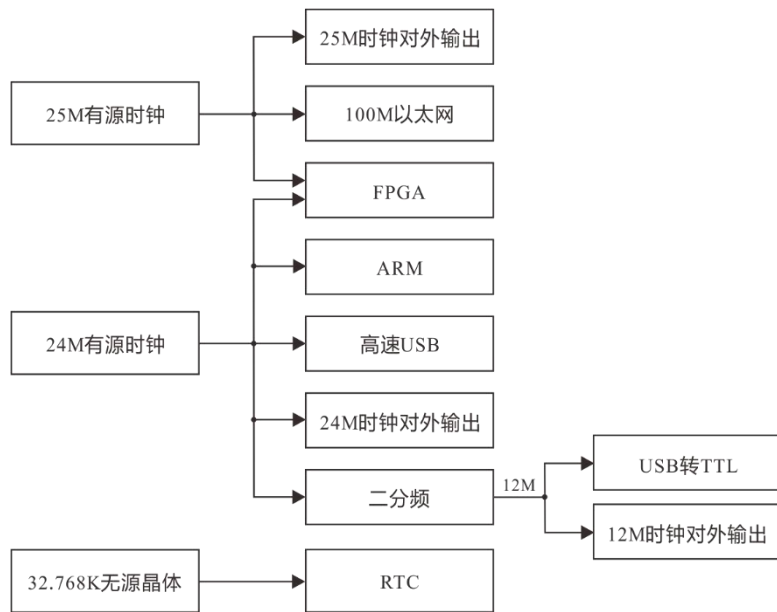 25M时钟对外输出
25M有源时钟
100M以太网
FPGA
ARM
24M有源时钟
高速USB
24M时钟对外输出
二分频
12M
USB转TTL
12M时钟对外输出
32.768K无源晶体
RTC